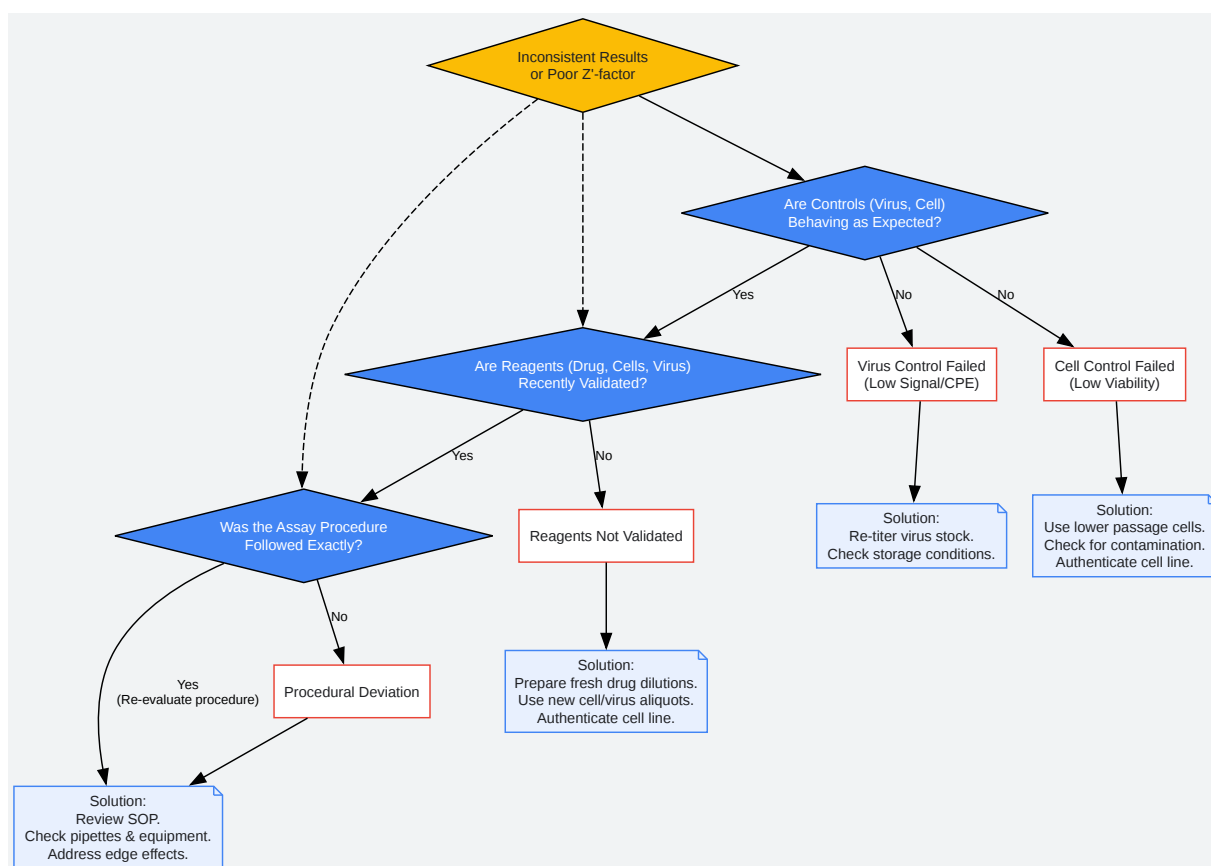 Inconsistent Results
or Poor Z'-factor
Are Controls (Virus, Cell)
Behaving as Expected?
Yes
No
No
Are Reagents (Drug, Cells, Virus)
Recently Validated?
Virus Control Failed
(Low Signal/CPE)
Cell Control Failed
(Low Viability)
Yes
No
Was the Assay Procedure
Followed Exactly?
Reagents Not Validated
Solution:
Re-titer virus stock.
Check storage conditions.
Solution:
Use lower passage cells.
Check for contamination.
Authenticate cell line.
No
Yes
(Re-evaluate procedure)
Procedural Deviation
Solution:
Prepare fresh drug dilutions.
Use new cell/virus aliquots.
Authenticate cell line.
Solution:
Review SOP.
Check pipettes & equipment.
Address edge effects.